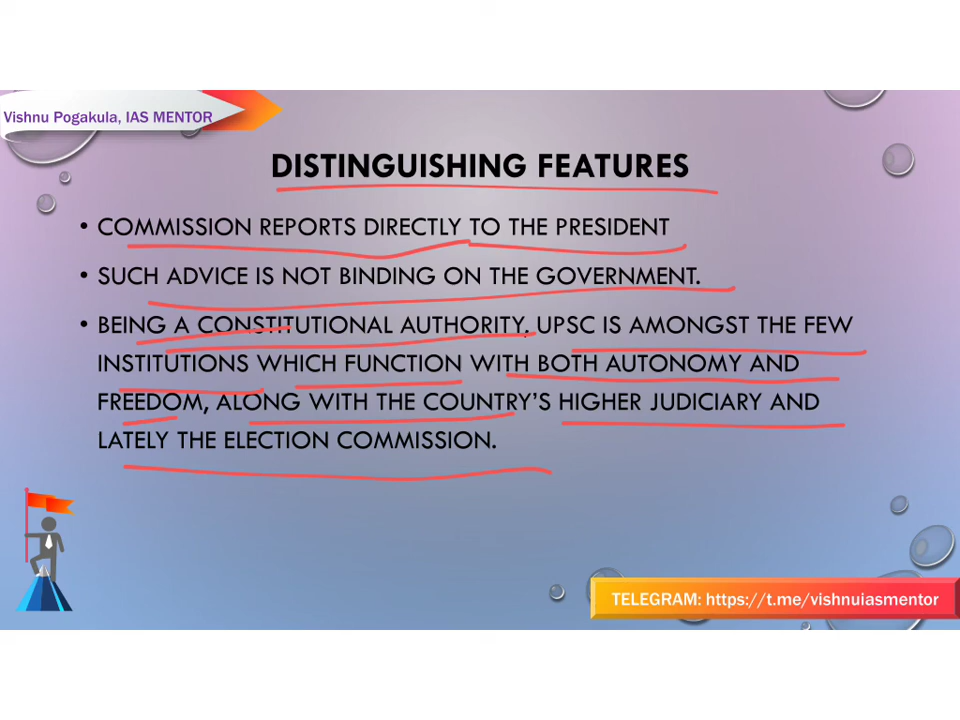 Vishnu Pogakula, IAS MENTOR
DISTINGUISHING FEATURES
• COMMISSION REPORTS DIRECTLY TO THE PRESIDENT
• SUCH ADVICE IS NOT BINDING ON THE GOVERNMENT.
• BEING A CONSTITUTIONAL AUTHORITY, UPSC IS AMONGST THE FEW
INSTITUTIONS WHICH FUNCTION WITH BOTH AUTONOMY AND
FREEDOM, ALONG WITH THE COUNTRY'S HIGHER JUDICIARY AND
LATELY THE ELECTION COMMISSION.
TELEGRAM: https://t.me/vishnuiasmentor